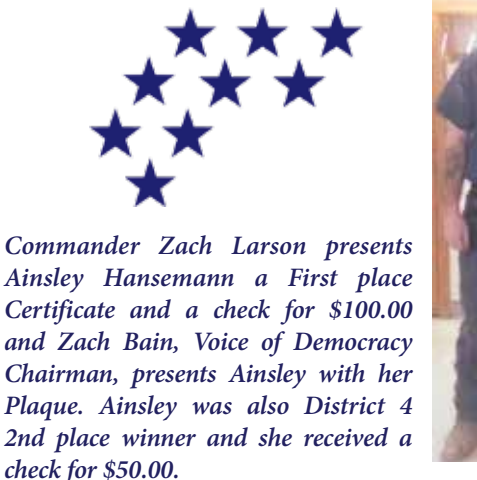 Commander Zach Larson presents
Ainsley Hansemann a First place
Certificate and a check for $100.00
and Zach Bain, Voice of Democracy
Chairman, presents Ainsley with her
Plaque. Ainsley was also District 4
2nd place winner and she received a
check for $50.00.